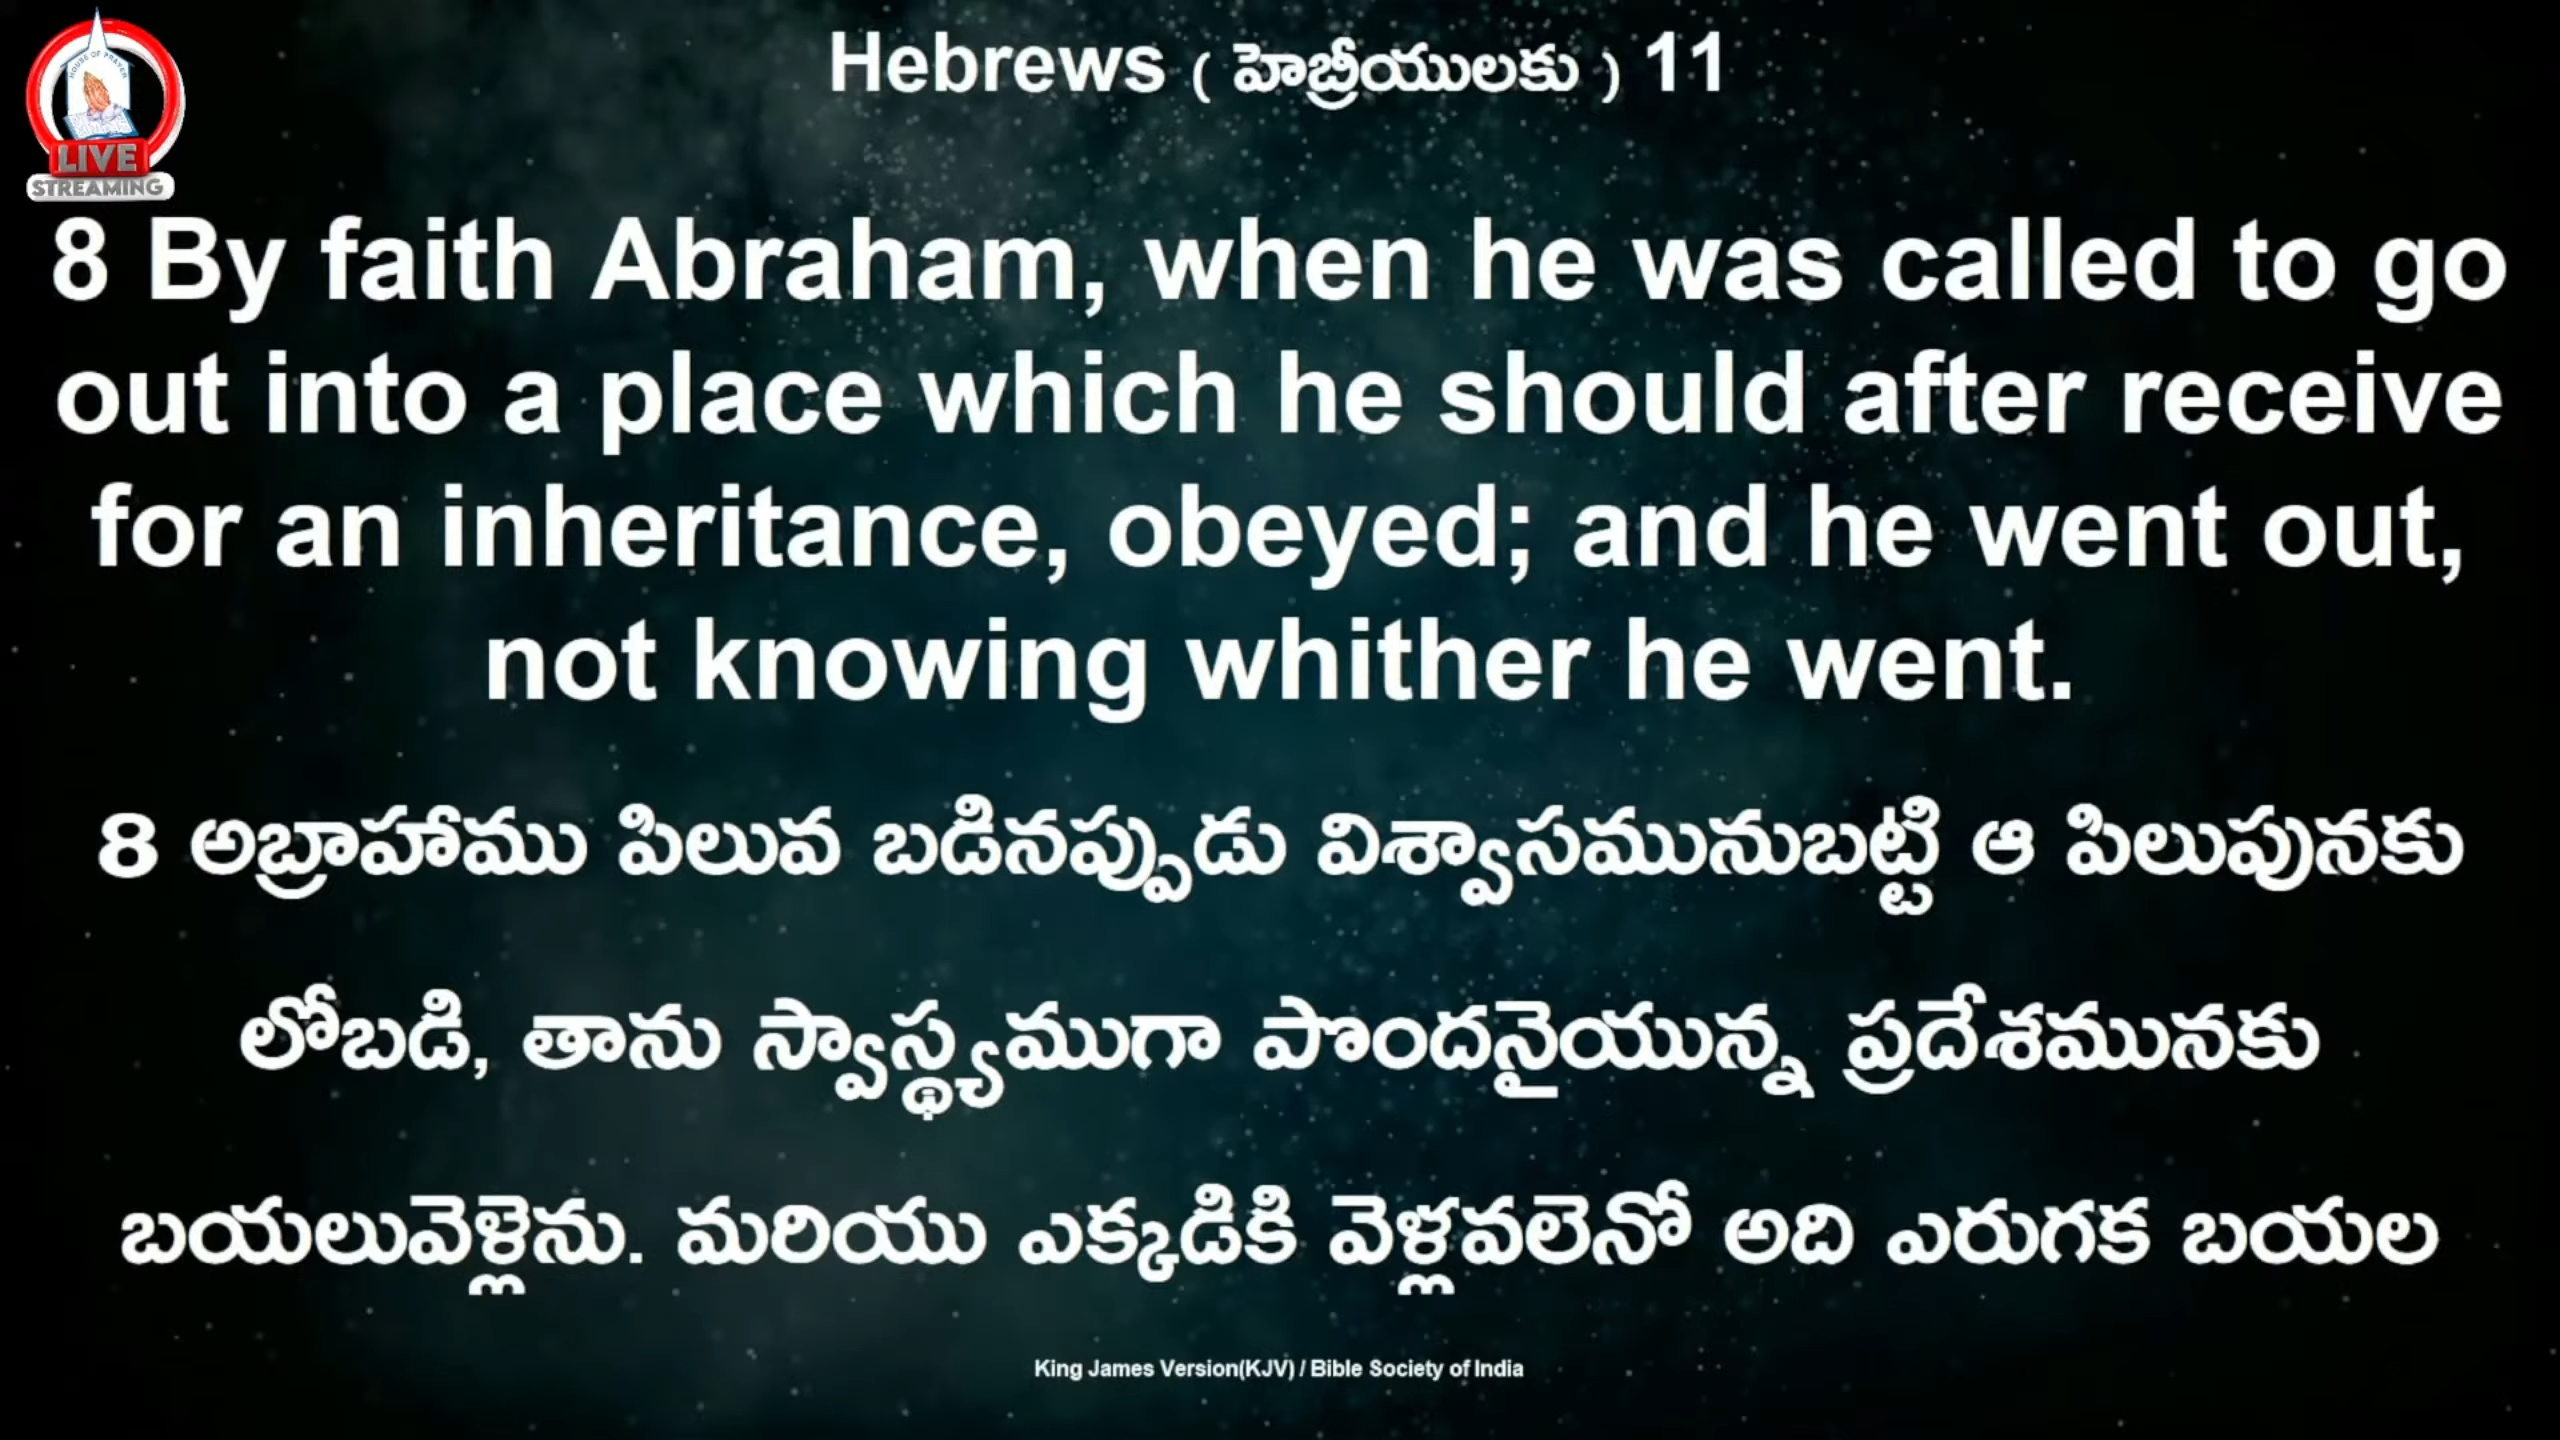 HOUSE OF PRAYER
LIVE
STREAMING
Hebrews ( హెబ్రీయులకు ) 11
8 By faith Abraham, when he was called to go
out into a place which he should after receive
for an inheritance, obeyed; and he went out,
not knowing whither he went.
8 అబ్రాహాము పిలువ బడినప్పుడు విశ్వాసమునుబట్టి ఆ పిలుపునకు
లోబడి, తాను స్వాస్థ్యముగా పొందనైయున్న ప్రదేశమునకు
బయలువెళ్లెను. మరియు ఎక్కడికి వెళ్లవలెనో అది ఎరుగక బయల
King James Version(KJV) / Bible Society of India